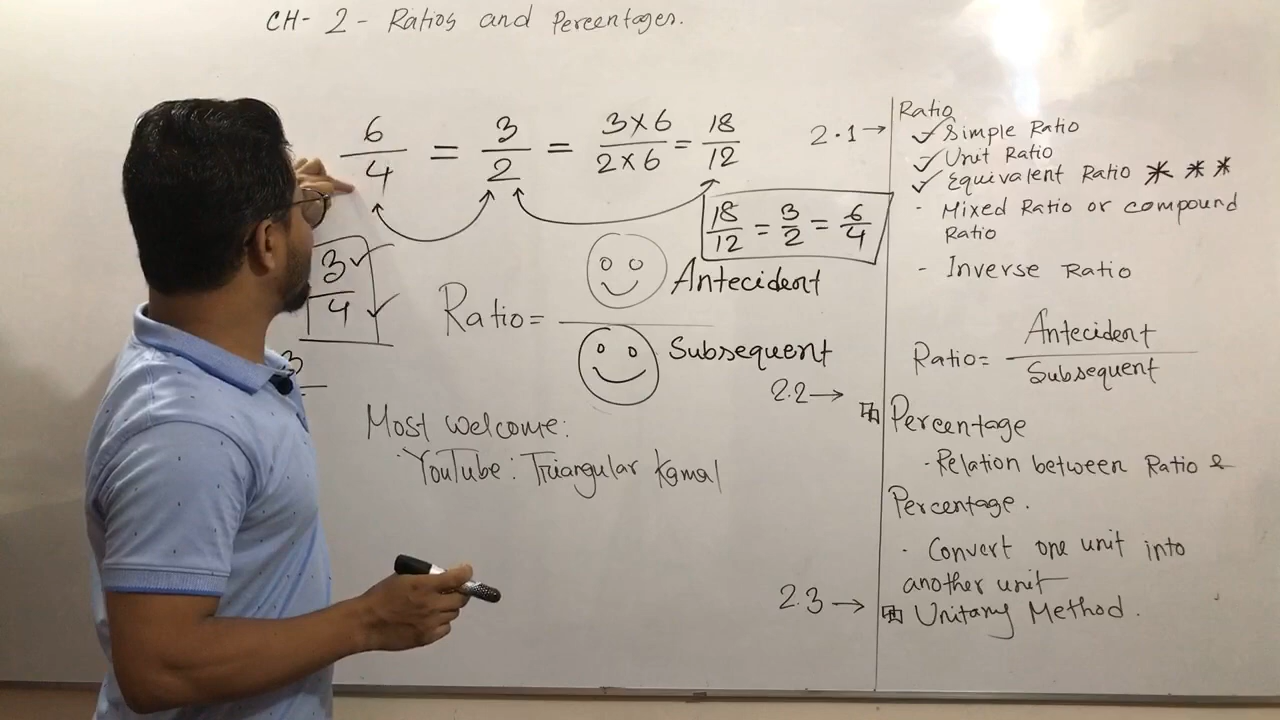 CH- 2 - Ratios and Percentages.
6/4 = 3/2 = 3×6/2×6 = 18/12
18/12 = 3/2 = 6/4
3/4
3
Ratio = Antecident / Subsequent
Most welcome:
YouTube: Triangular Kamal
2.1 →
Ratio
✓ Simple Ratio
✓ Unit Ratio
✓ Equivalent Ratio * * *
- Mixed Ratio or compound
Ratio
- Inverse Ratio
Ratio = Antecident / Subsequent
2.2 →
Percentage
· Relation between Ratio &
Percentage.
· Convert one unit into
another unit
2.3 →
Unitary Method.